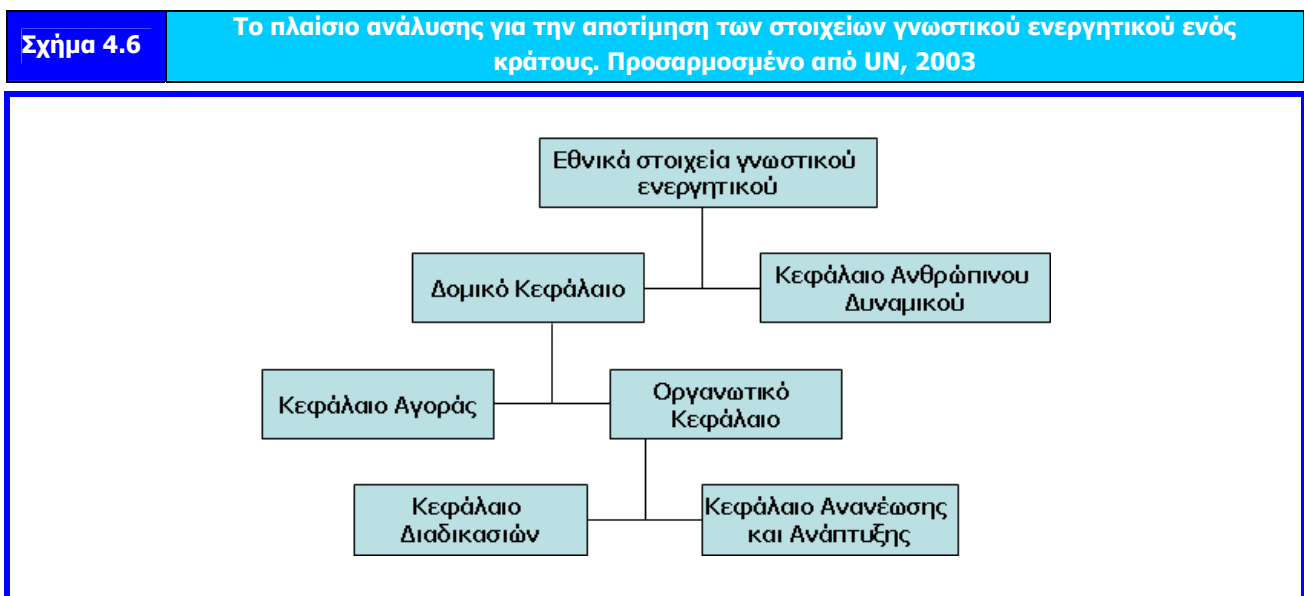 Σχήμα 4.6
Το πλαίσιο ανάλυσης για την αποτίμηση των στοιχείων γνωστικού ενεργητικού ενός
κράτους. Προσαρμοσμένο από UN, 2003
Εθνικά στοιχεία γνωστικού
ενεργητικού
Δομικό Κεφάλαιο
Κεφάλαιο Ανθρώπινου
Δυναμικού
Κεφάλαιο Αγοράς
Οργανωτικό
Κεφάλαιο
Κεφάλαιο
Διαδικασιών
Κεφάλαιο Ανανέωσης
και Ανάπτυξης